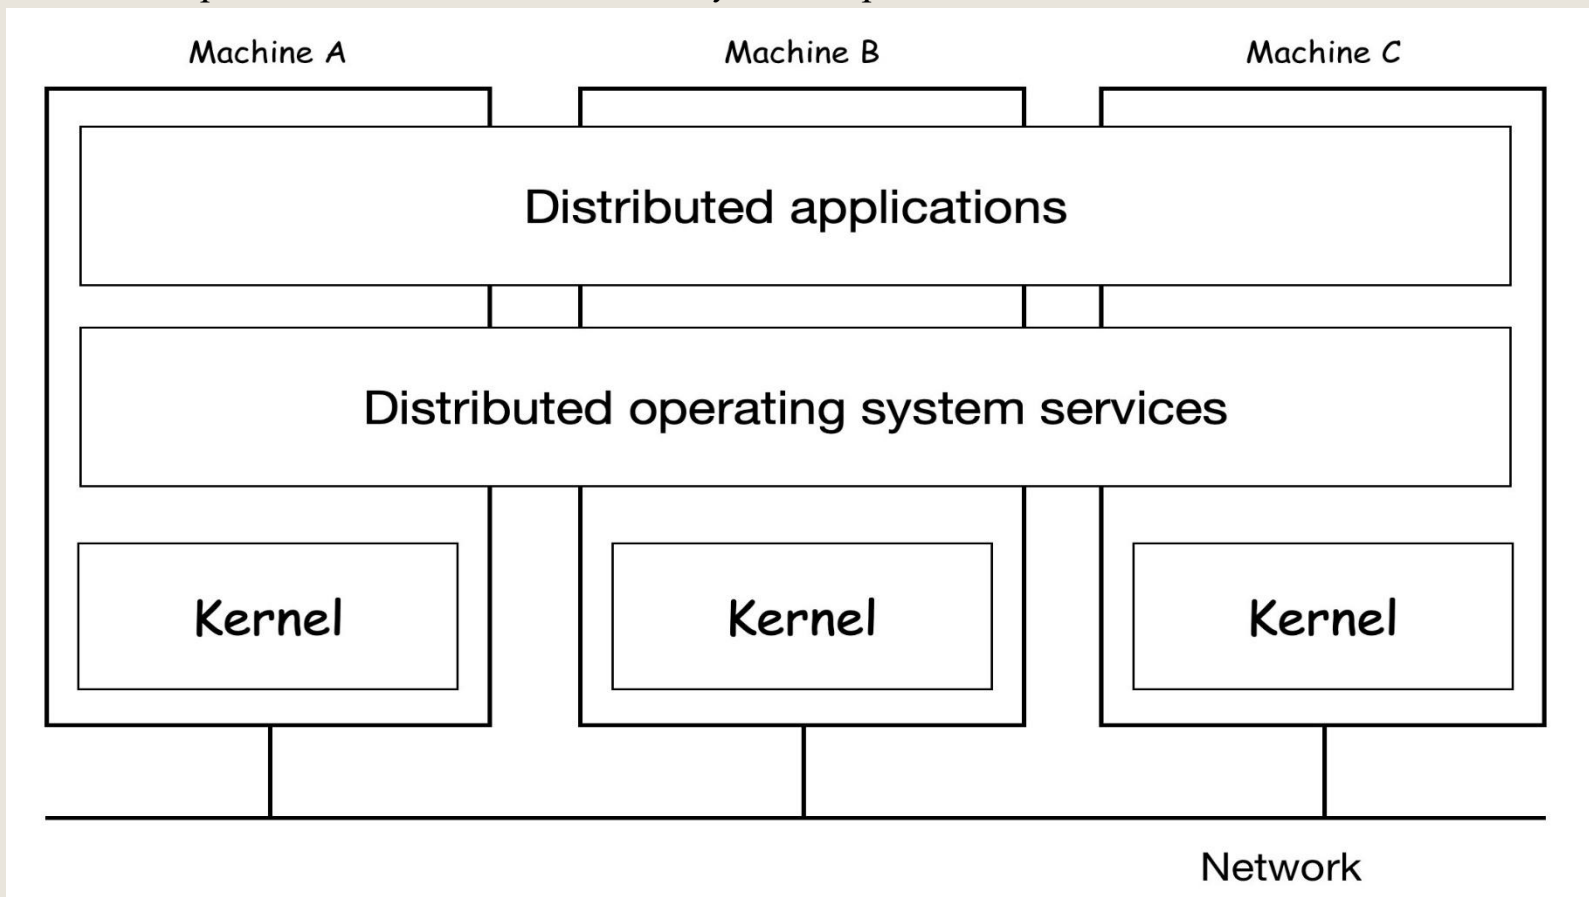 Machine A
Machine B
Machine C
Distributed applications
Distributed operating system services
Kernel
Kernel
Kernel
Network